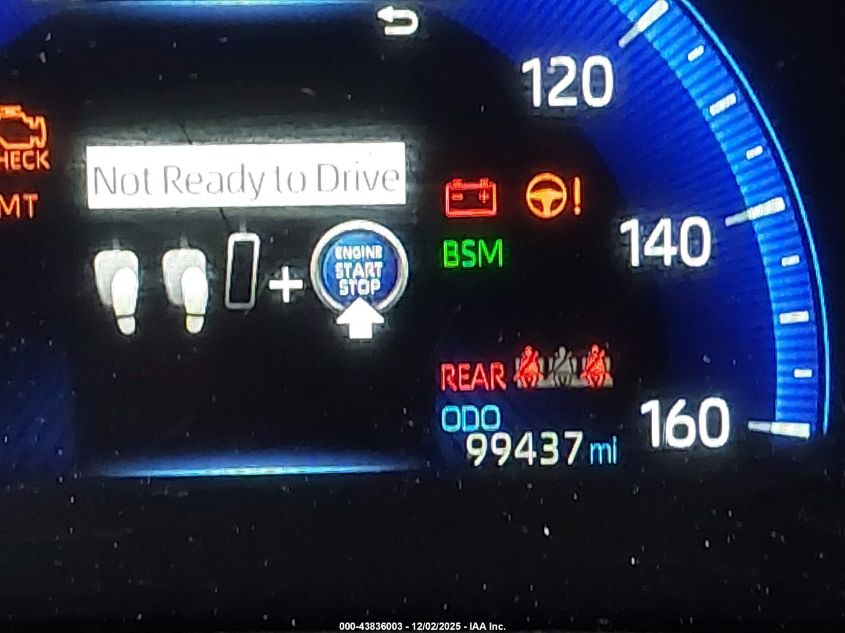 120
HECK
Not Ready to Drive
MT
140
BSM
ENGINE
START
STOP
+
REAR
ODO
160
99437 mi
000-43836003 - 12/02/2025 - IAA Inc.